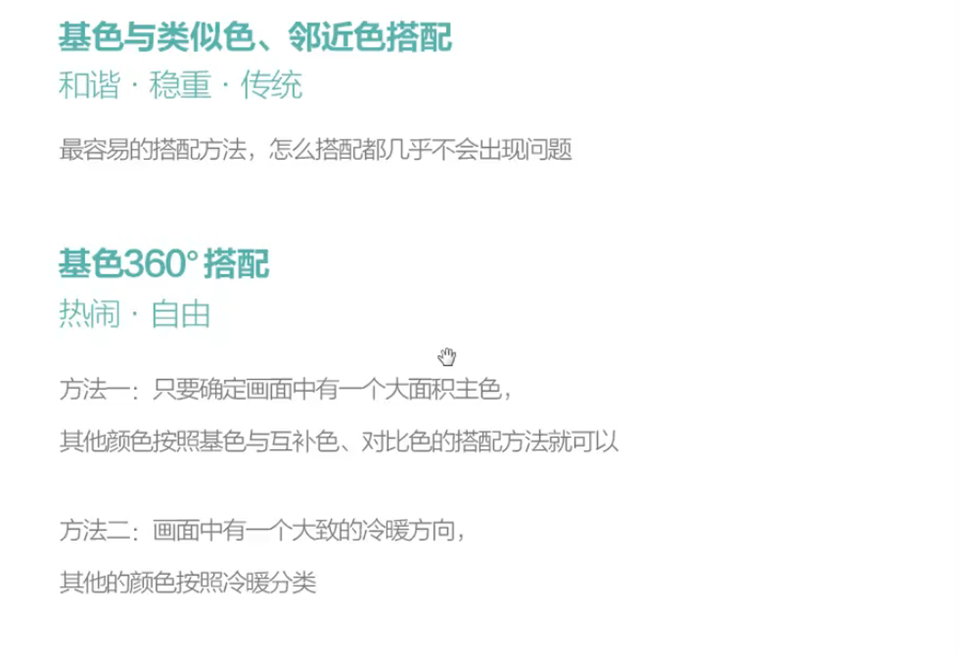 基色与类似色、邻近色搭配
和谐·稳重·传统
最容易的搭配方法，怎么搭配都几乎不会出现问题
基色360°搭配
热闹·自由
方法一：只要确定画面中有一个大面积主色，
其他颜色按照基色与互补色、对比色的搭配方法就可以
方法二：画面中有一个大致的冷暖方向，
其他的颜色按照冷暖分类